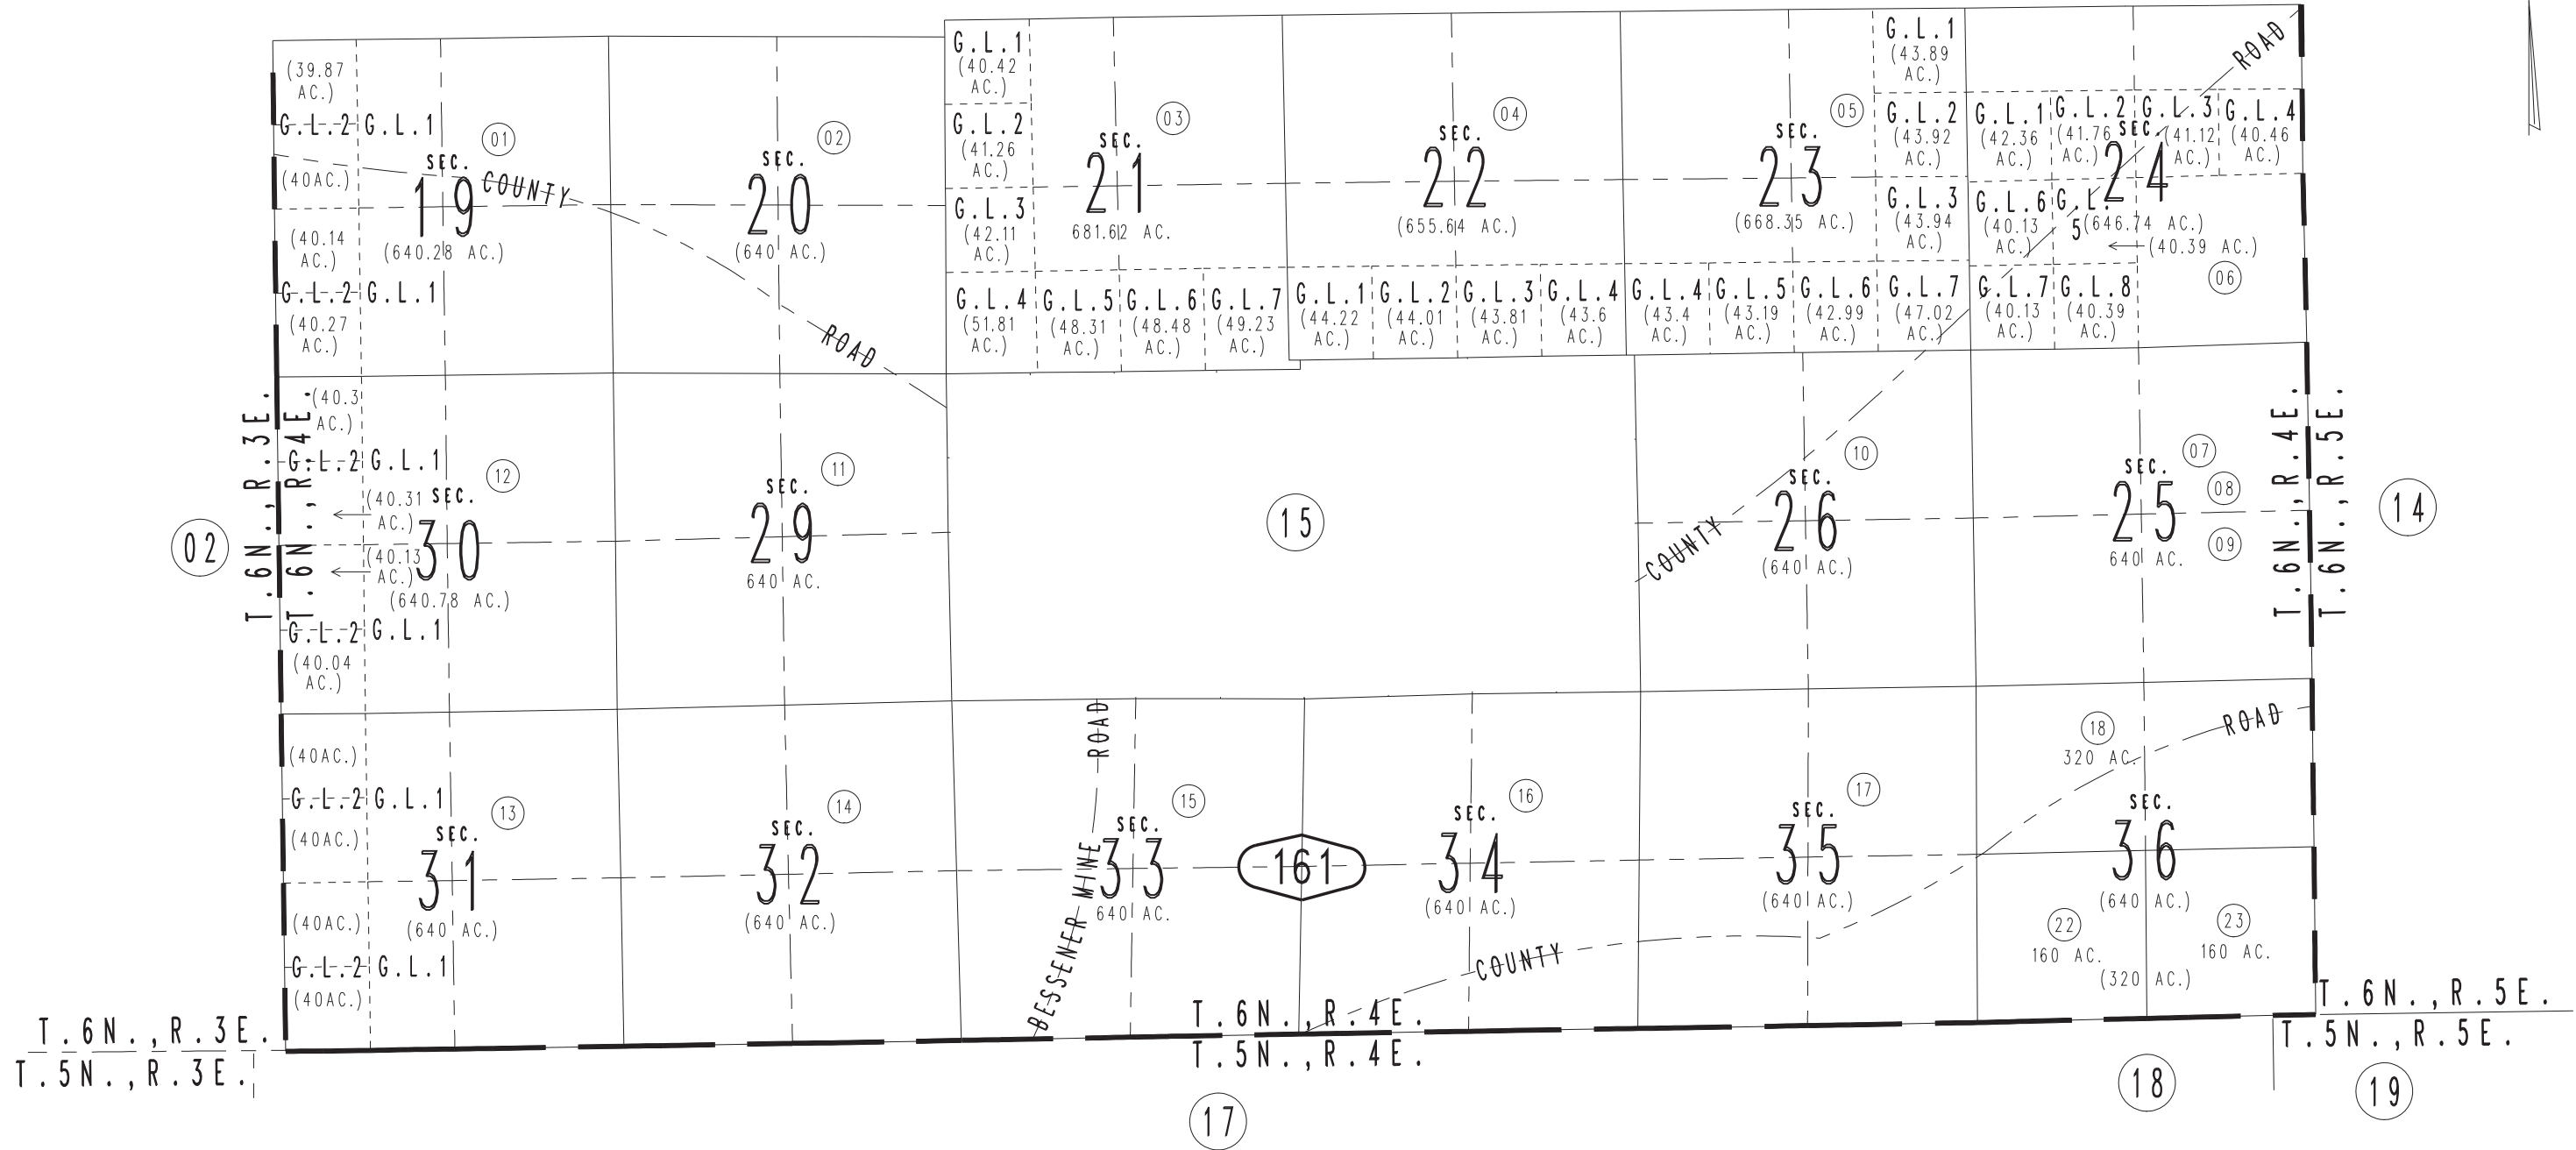 G.L.1
(40.42
AC.)
G.L.2
(41.26
AC.)
G.L.3
(42.11
AC.)
G.L.4
(51.81
AC.)
G.L.5
(48.31
AC.)
G.L.6
(48.48
AC.)
G.L.7
(49.23
AC.)
03
SEC.
21
681.62 AC.
(39.87
AC.)
G.L.2
G.L.1
(40AC.)
(40.14
AC.)
G.L.2
G.L.1
(40.27
AC.)
01
SEC.
19
(640.28 AC.)
COUNTY
ROAD
02
SEC.
20
(640 AC.)
04
SEC.
22
(655.64 AC.)
G.L.1
(44.22
AC.)
G.L.2
(44.01
AC.)
G.L.3
(43.81
AC.)
G.L.4
(43.6
AC.)
05
SEC.
23
(668.35 AC.)
G.L.1
(43.89
AC.)
G.L.2
(43.92
AC.)
G.L.3
(43.94
AC.)
G.L.4
(43.4
AC.)
G.L.5
(43.19
AC.)
G.L.6
(42.99
AC.)
G.L.7
(47.02
AC.)
ROAD
G.L.1
(42.36
AC.)
G.L.2
(41.76
AC.)
G.L.3
(41.12
AC.)
G.L.4
(40.46
AC.)
SEC.
24
(646.74 AC.)
G.L.6
(40.13
AC.)
G.L.
5
(40.39 AC.)
G.L.7
(40.13
AC.)
G.L.8
(40.39
AC.)
06
T.6N.,R.3E.
T.6N.,R.4E.
02
(40.3
AC.)
G.L.2
G.L.1
(40.31
AC.)
(40.13
AC.)
G.L.2
G.L.1
(40.04
AC.)
12
SEC.
30
(640.78 AC.)
11
SEC.
29
640 AC.
15
10
SEC.
26
(640 AC.)
COUNTY
07
08
09
SEC.
25
640 AC.
T.6N.,R.4E.
T.6N.,R.5E.
14
(40AC.)
G.L.2
G.L.1
(40AC.)
(40AC.)
G.L.2
G.L.1
(40AC.)
13
SEC.
31
(640 AC.)
14
SEC.
32
(640 AC.)
BESSENER MINE ROAD
15
SEC.
33
640 AC.
161
16
SEC.
34
(640 AC.)
COUNTY
17
SEC.
35
(640 AC.)
ROAD
18
320 AC.
SEC.
36
(640 AC.)
22
160 AC.
23
160 AC.
(320 AC.)
T.6N.,R.3E.
T.5N.,R.3E.
T.6N.,R.4E.
T.5N.,R.4E.
T.6N.,R.5E.
T.5N.,R.5E.
17
18
19